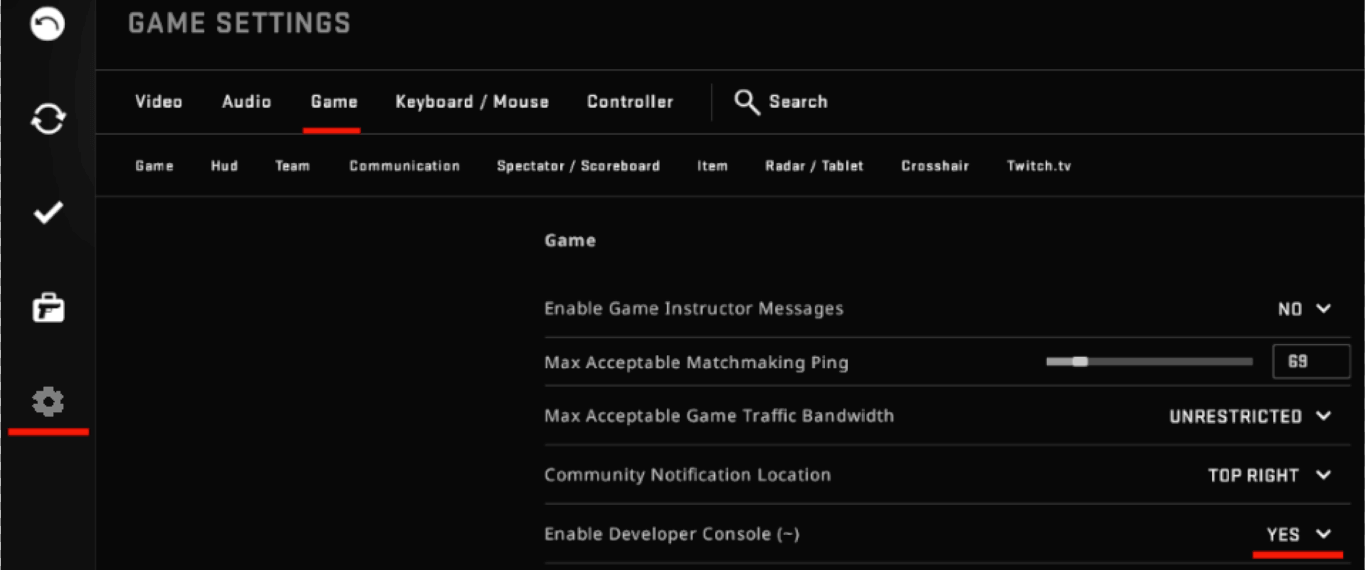 GAME SETTINGS
Video Audio Game Keyboard / Mouse Controller Search
Game Hud Team Communication Spectator / Scoreboard Item Radar / Tablet Crosshair Twitch.tv
Game
Enable Game Instructor Messages NO
Max Acceptable Matchmaking Ping 69
Max Acceptable Game Traffic Bandwidth UNRESTRICTED
Community Notification Location TOP RIGHT
Enable Developer Console (~) YES